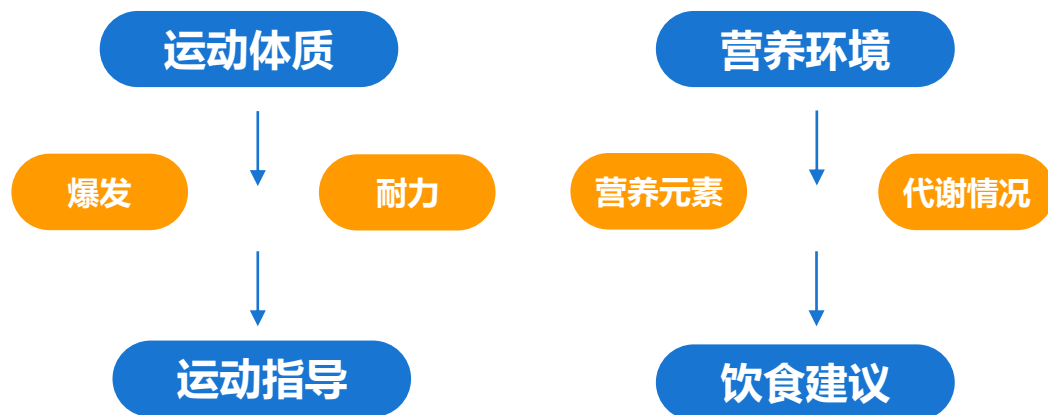 运动体质
营养环境
爆发
耐力
营养元素
代谢情况
运动指导
饮食建议